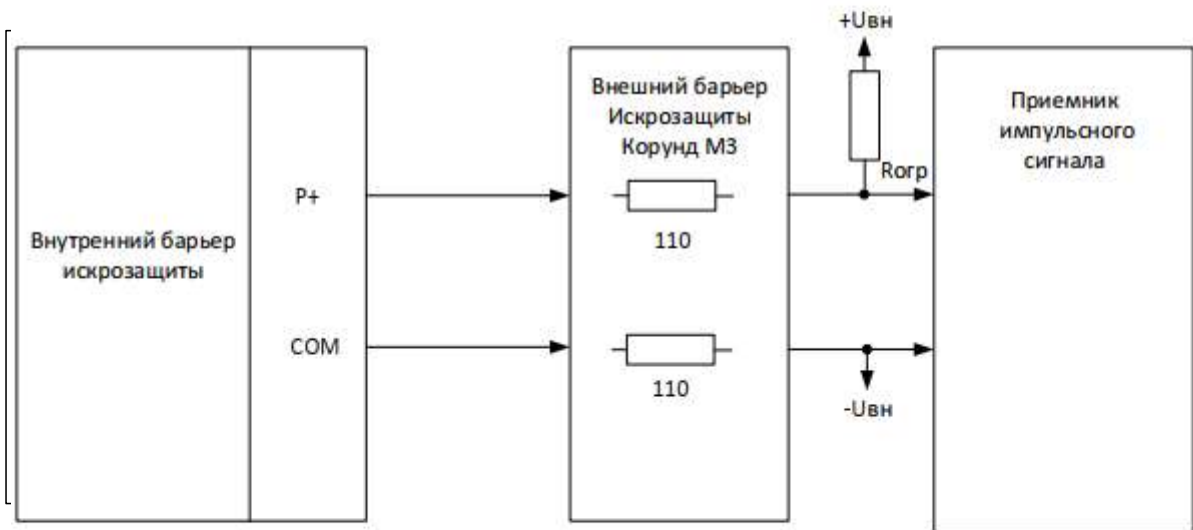 +Uвн
Внешний барьер
Искрозащиты
Корунд М3
Приемник
импульсного
сигнала
Rогр
P+
110
Внутренний барьер
искрозащиты
COM
110
-Uвн